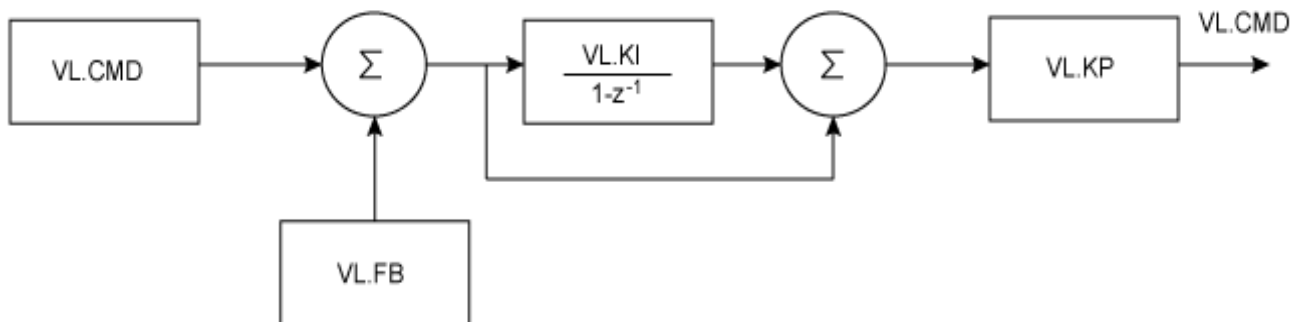 VL.CMD
VL.CMD
Σ
VL.KI
1-z⁻¹
Σ
VL.KP
VL.FB